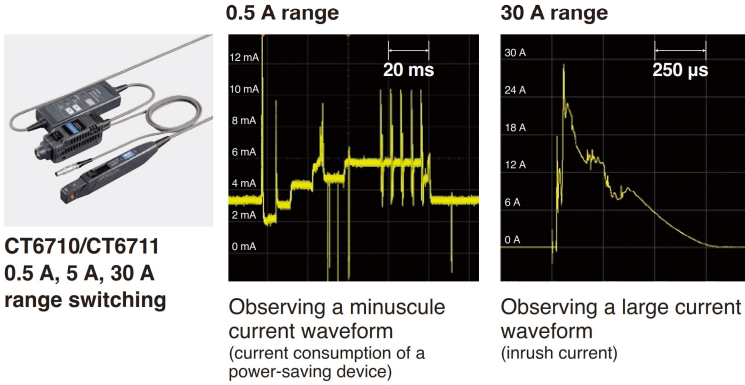 0.5 A range
30 A range
12 mA
10 mA
8 mA
6 mA
4 mA
2 mA
0 mA
20 ms
30 A
24 A
18 A
12 A
6 A
0 A
250 μs
CT6710/CT6711
0.5 A, 5 A, 30 A
range switching
Observing a minuscule
current waveform
(current consumption of a
power-saving device)
Observing a large current
waveform
(inrush current)